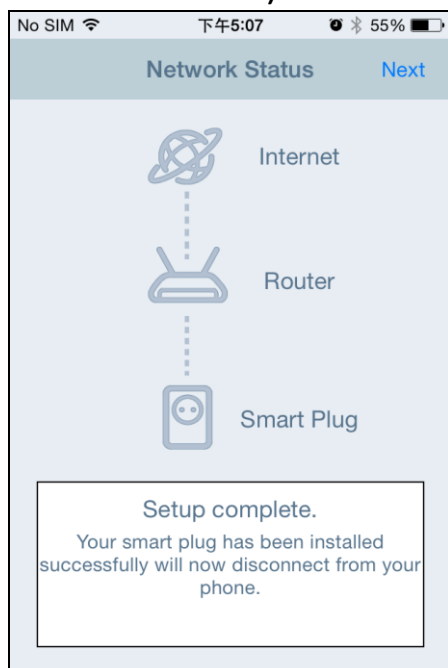 No SIM 下午5:07 55%
Network Status Next
Internet
Router
Smart Plug
Setup complete.
Your smart plug has been installed
successfully will now disconnect from your
phone.